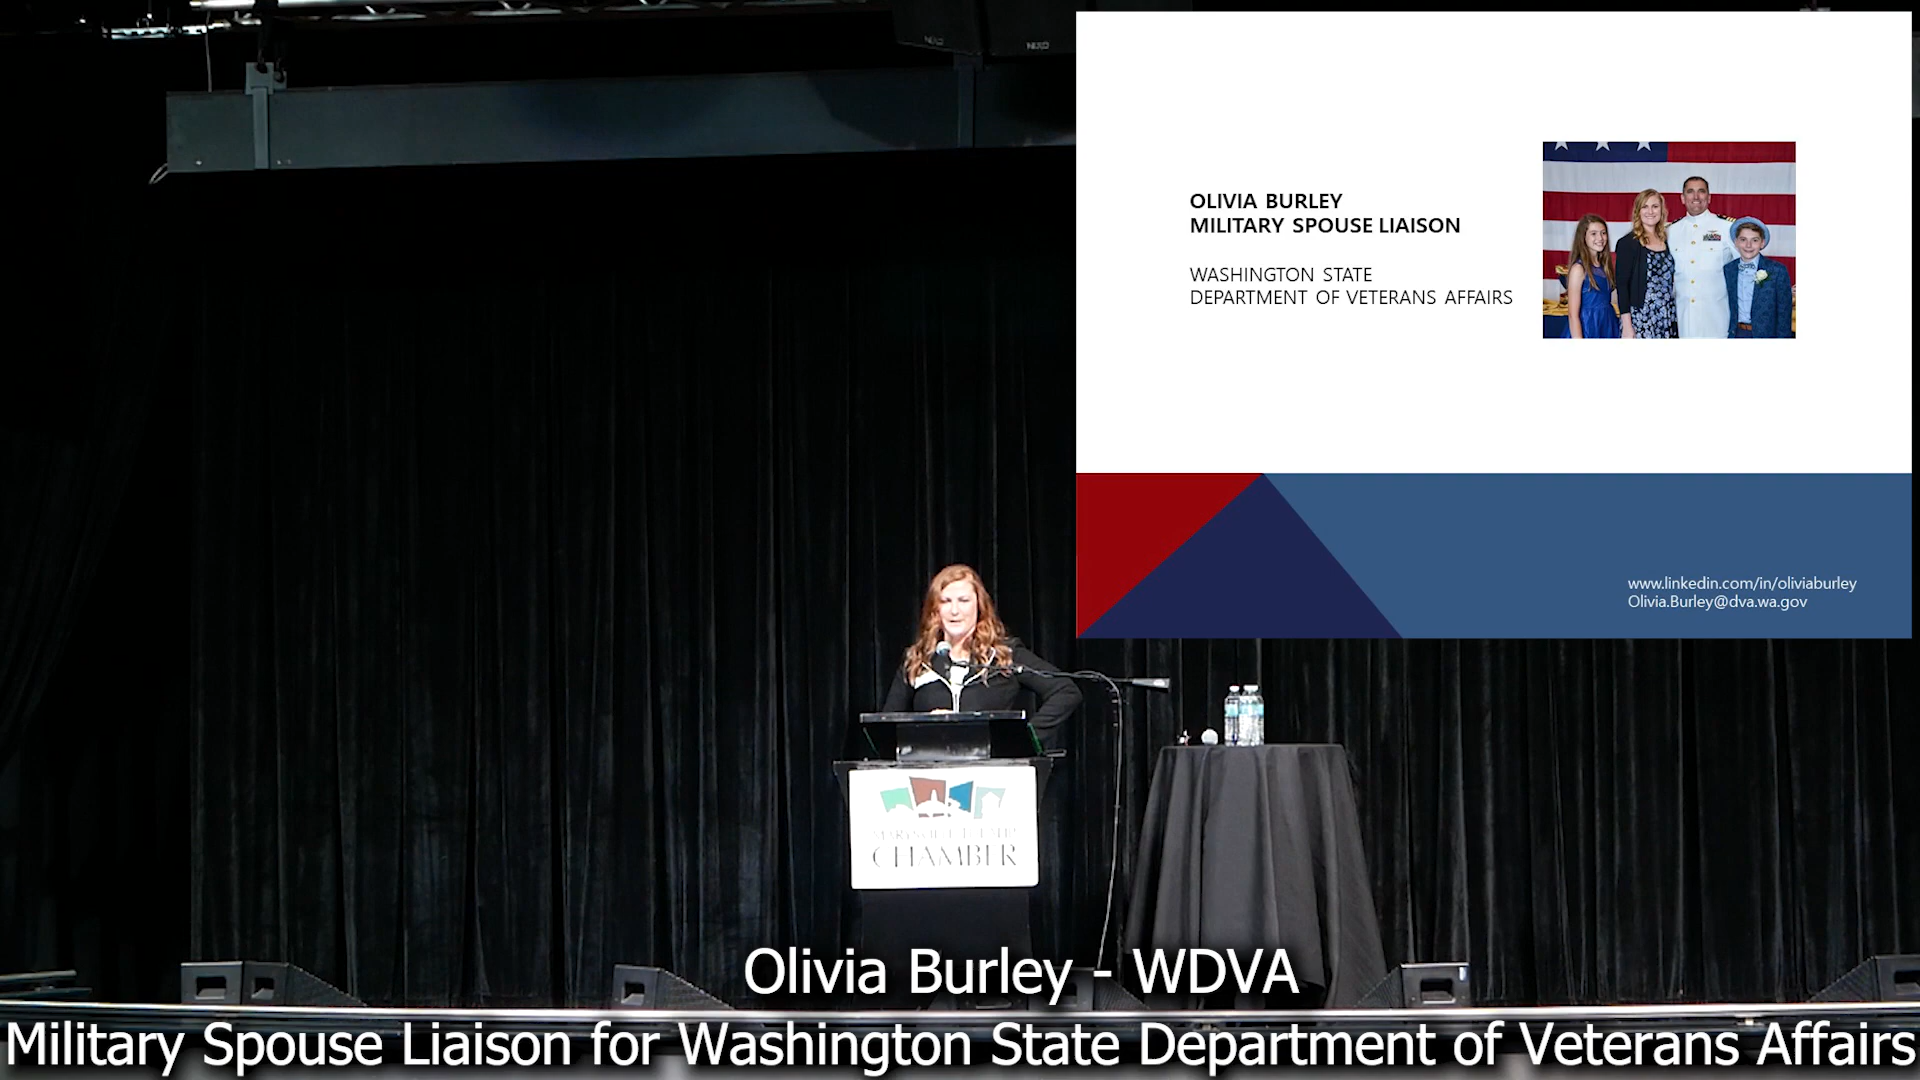 OLIVIA BURLEY
MILITARY SPOUSE LIAISON
WASHINGTON STATE
DEPARTMENT OF VETERANS AFFAIRS
www.linkedin.com/in/oliviaburley
Olivia.Burley@dva.wa.gov
CHAMBER
Olivia Burley - WDVA
Military Spouse Liaison for Washington State Department of Veterans Affairs